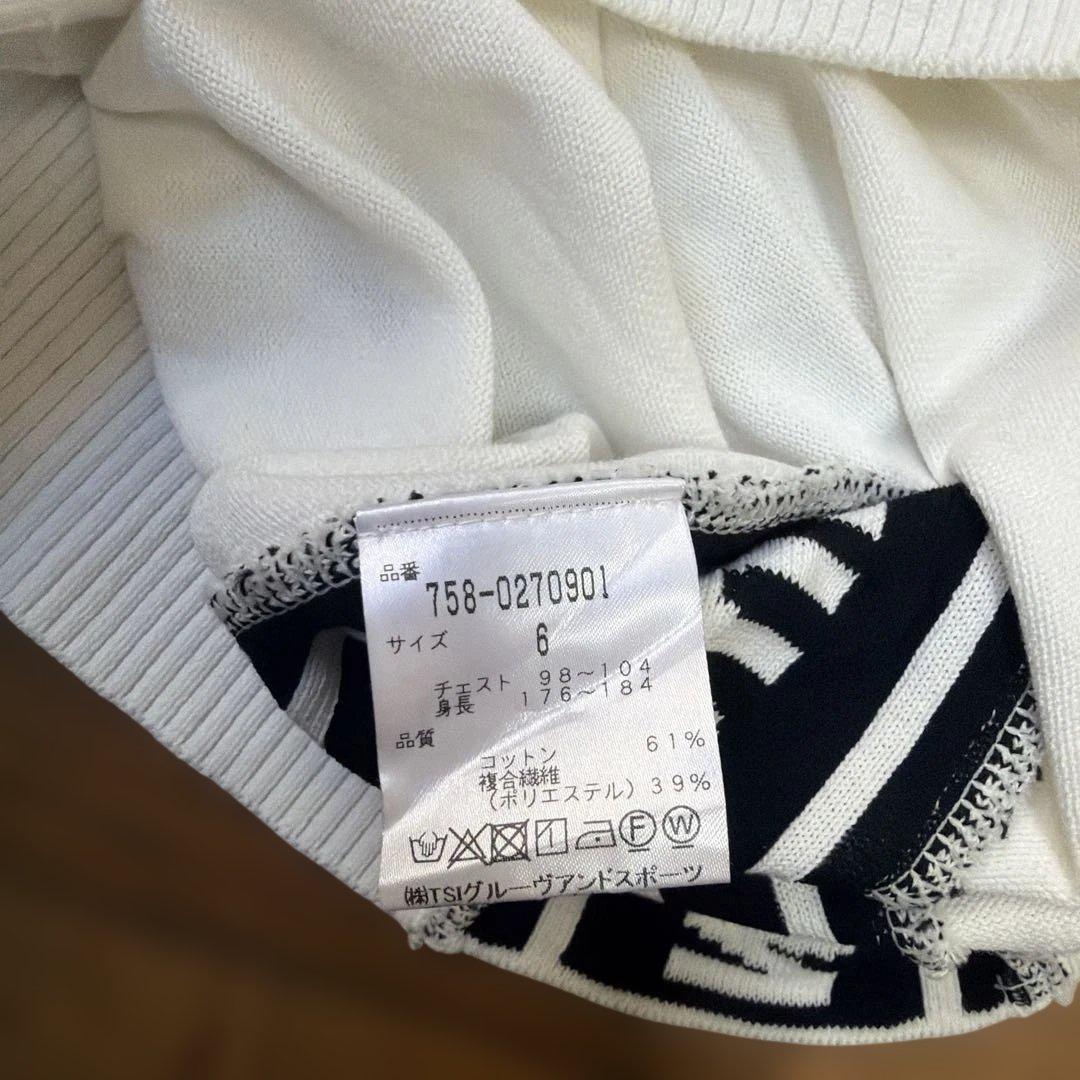 品番
758-0270901
サイズ 6
チェスト 98～104
身長 176～184
品質
コットン 61%
複合繊維
(ポリエステル) 39%
F W
(株)TSIグルーヴアンドスポーツ